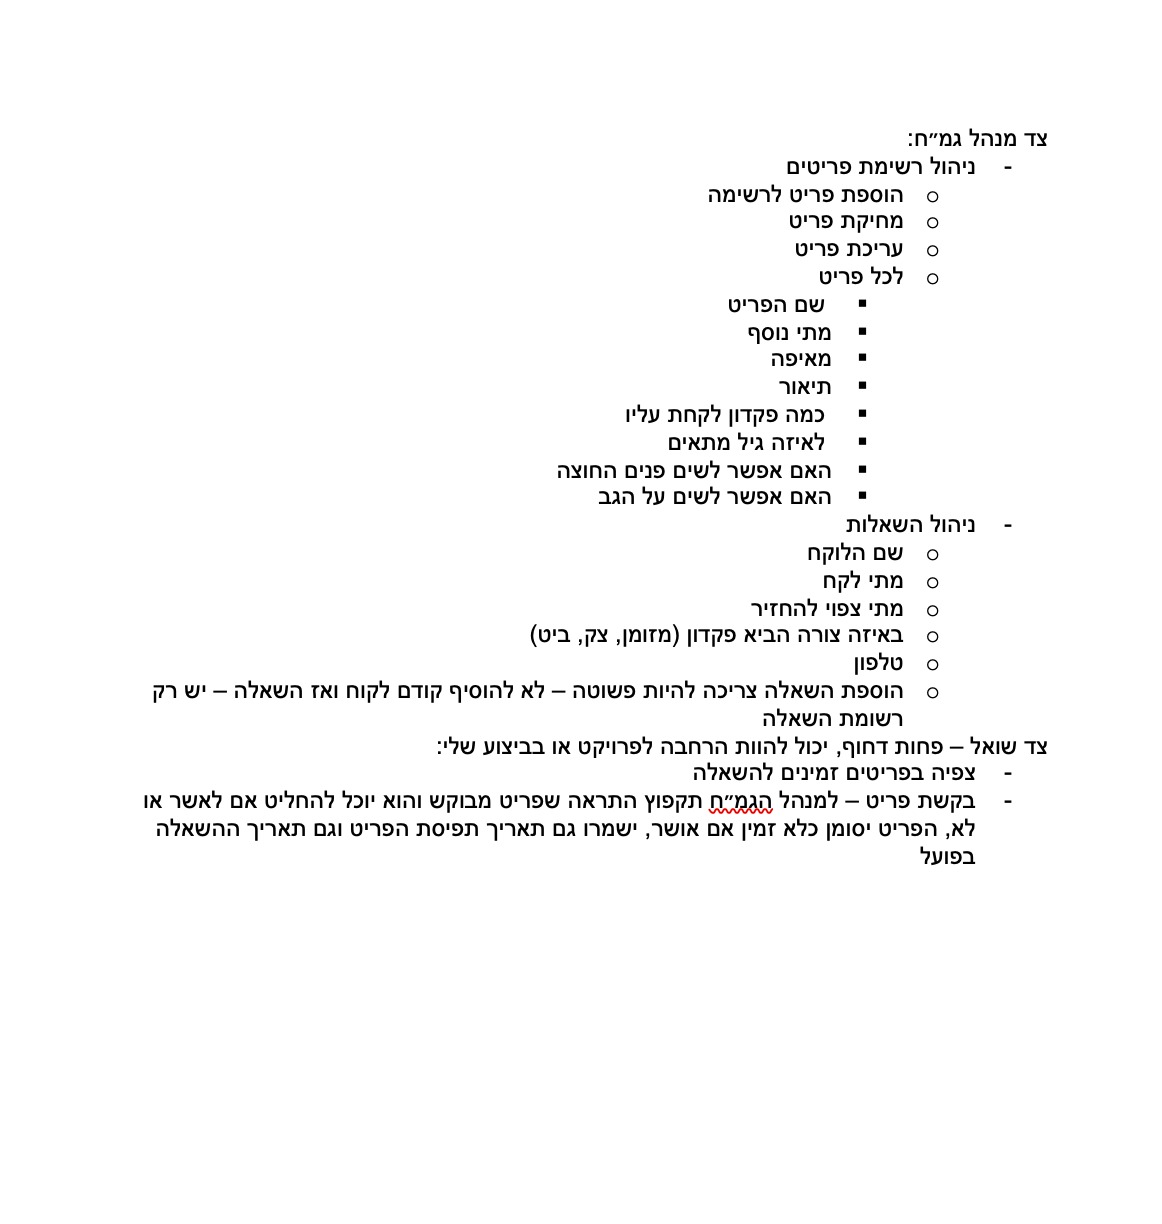 צד מנהל גמ״ח:
- ניהול רשימת פריטים
o הוספת פריט לרשימה
o מחיקת פריט
o עריכת פריט
o לכל פריט
▪ שם הפריט
▪ מתי נוסף
▪ מאיפה
▪ תיאור
▪ כמה פקדון לקחת עליו
▪ לאיזה גיל מתאים
▪ האם אפשר לשים פנים החוצה
▪ האם אפשר לשים על הגב
- ניהול השאלות
o שם הלוקח
o מתי לקח
o מתי צפוי להחזיר
o באיזה צורה הביא פקדון (מזומן, צק, ביט)
o טלפון
o הוספת השאלה צריכה להיות פשוטה – לא להוסיף קודם לקוח ואז השאלה – יש רק
רשומת השאלה
צד שואל – פחות דחוף, יכול להוות הרחבה לפרויקט או בביצוע שלי:
- צפיה בפריטים זמינים להשאלה
- בקשת פריט – למנהל הגמ״ח תקפוץ התראה שפריט מבוקש והוא יוכל להחליט אם לאשר או
לא, הפריט יסומן כלא זמין אם אושר, ישמרו גם תאריך תפיסת הפריט וגם תאריך ההשאלה
בפועל